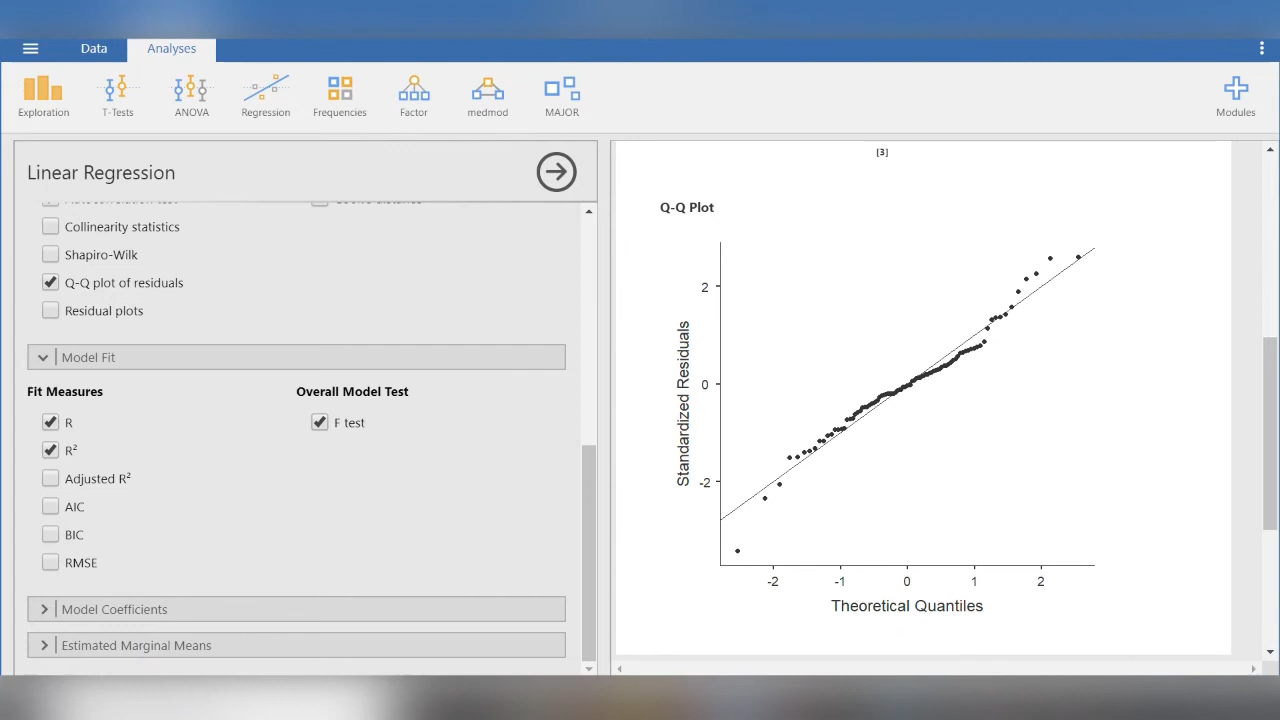 Data
Analyses
Exploration
T-Tests
ANOVA
Regression
Frequencies
Factor
medmod
MAJOR
Modules
Linear Regression
Collinearity statistics
Shapiro-Wilk
Q-Q plot of residuals
Residual plots
Model Fit
Fit Measures
Overall Model Test
R
F test
R²
Adjusted R²
AIC
BIC
RMSE
Model Coefficients
Estimated Marginal Means
[3]
Q-Q Plot
Standardized Residuals
2
0
-2
-2
-1
0
1
2
Theoretical Quantiles